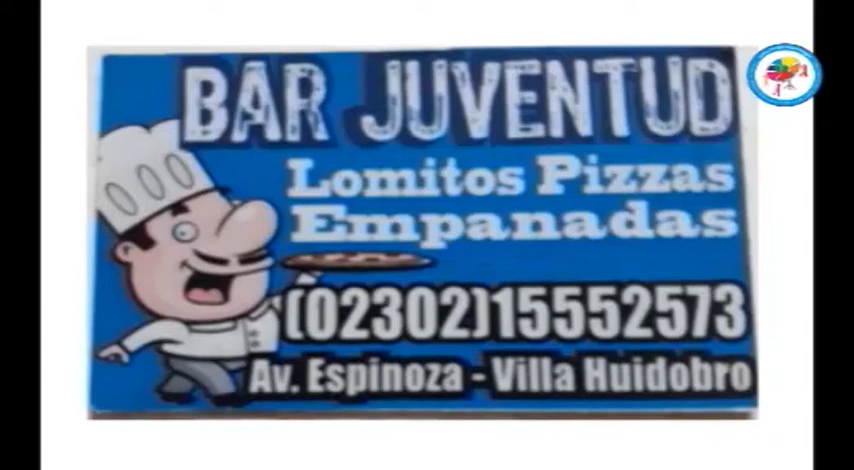 BAR JUVENTUD
Lomitos Pizzas
Empanadas
(02302)15552573
Av. Espinoza - Villa Huidobro